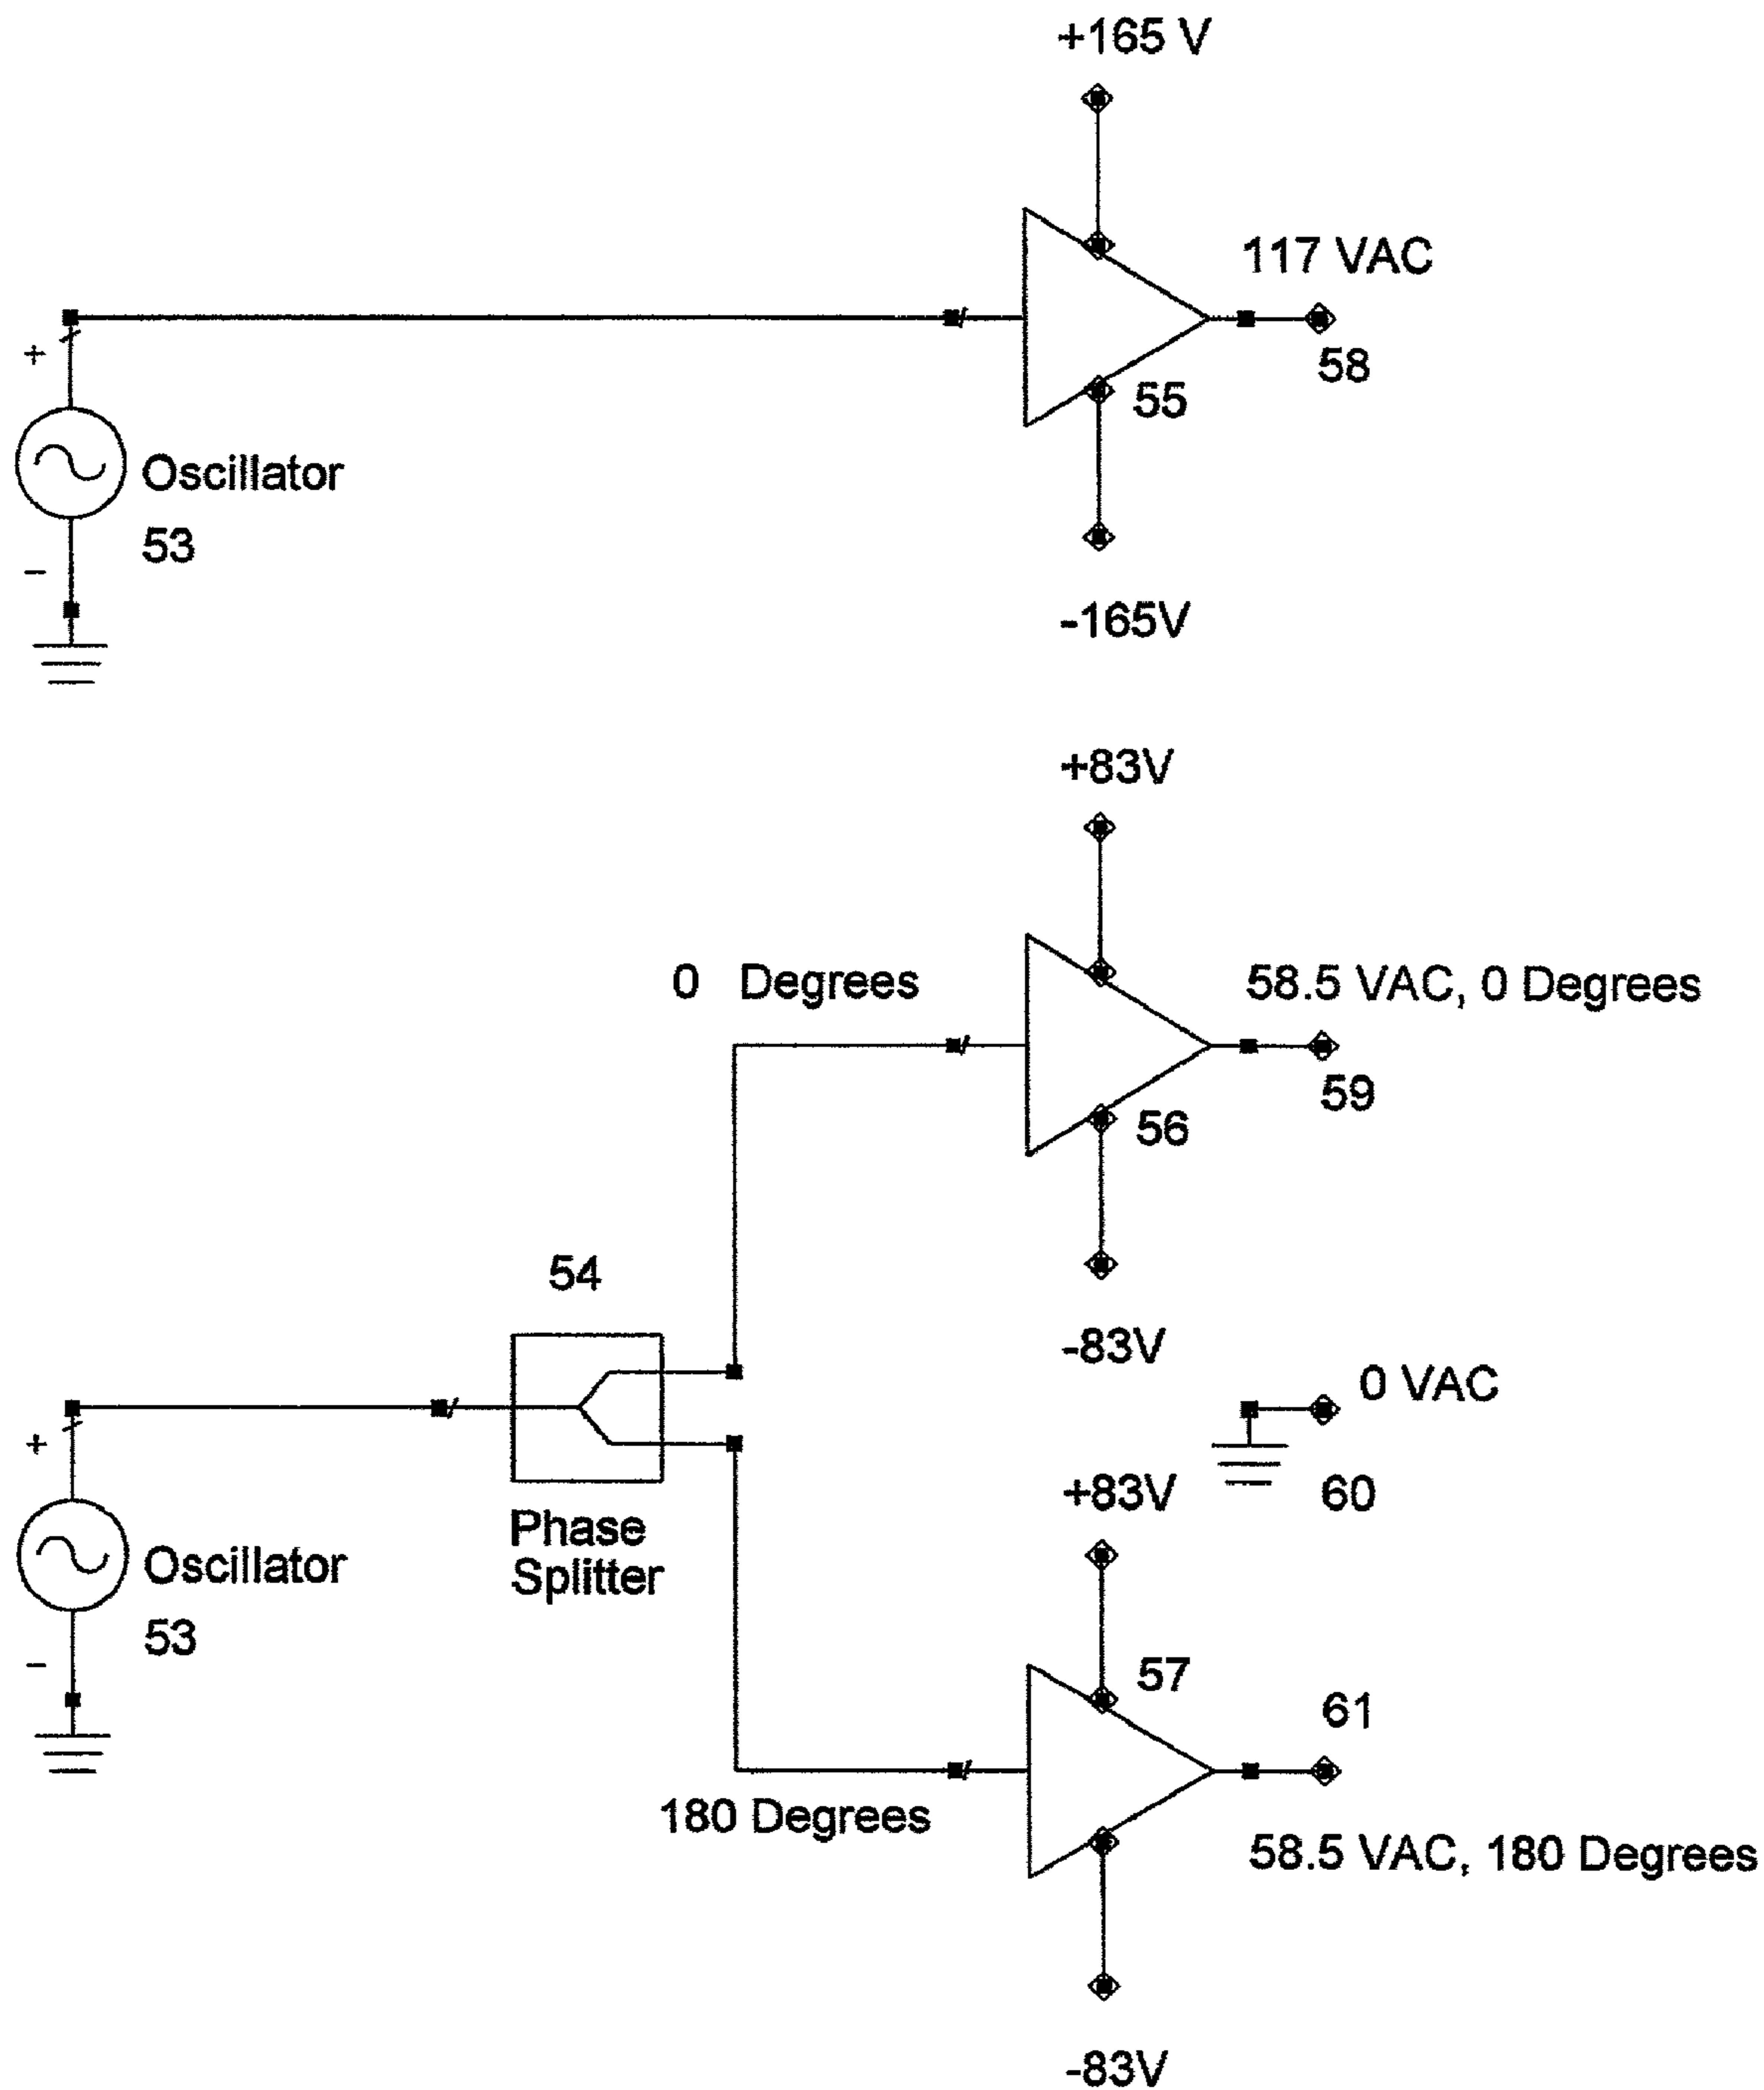 +165 V
117 VAC
58
55
+
Oscillator
53
−
-165V
+83V
0 Degrees
58.5 VAC, 0 Degrees
59
56
54
-83V
0 VAC
60
+
Phase
Splitter
+83V
Oscillator
53
−
57
61
180 Degrees
58.5 VAC, 180 Degrees
-83V